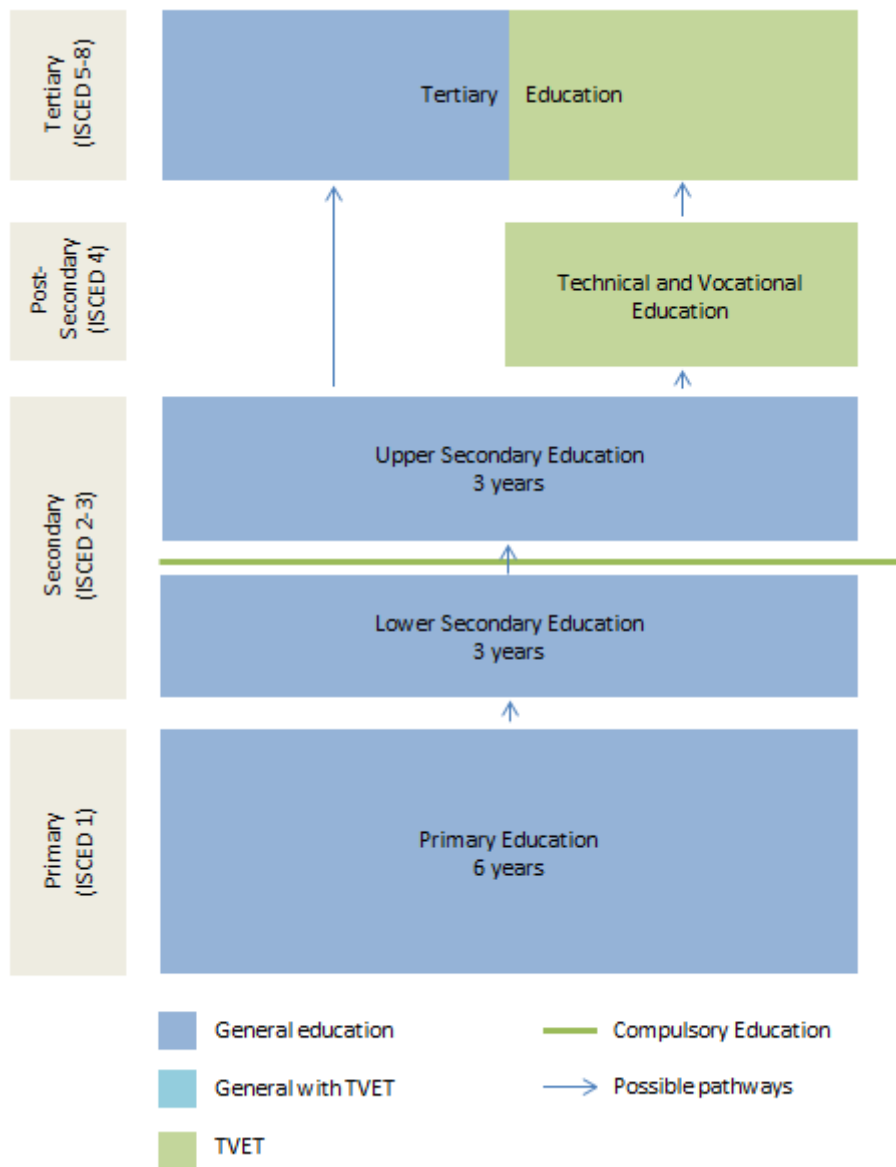 Tertiary
(ISCED 5-8)
Tertiary Education
Post-
Secondary
(ISCED 4)
Technical and Vocational
Education
Secondary
(ISCED 2-3)
Upper Secondary Education
3 years
Lower Secondary Education
3 years
Primary
(ISCED 1)
Primary Education
6 years
General education
Compulsory Education
General with TVET
Possible pathways
TVET